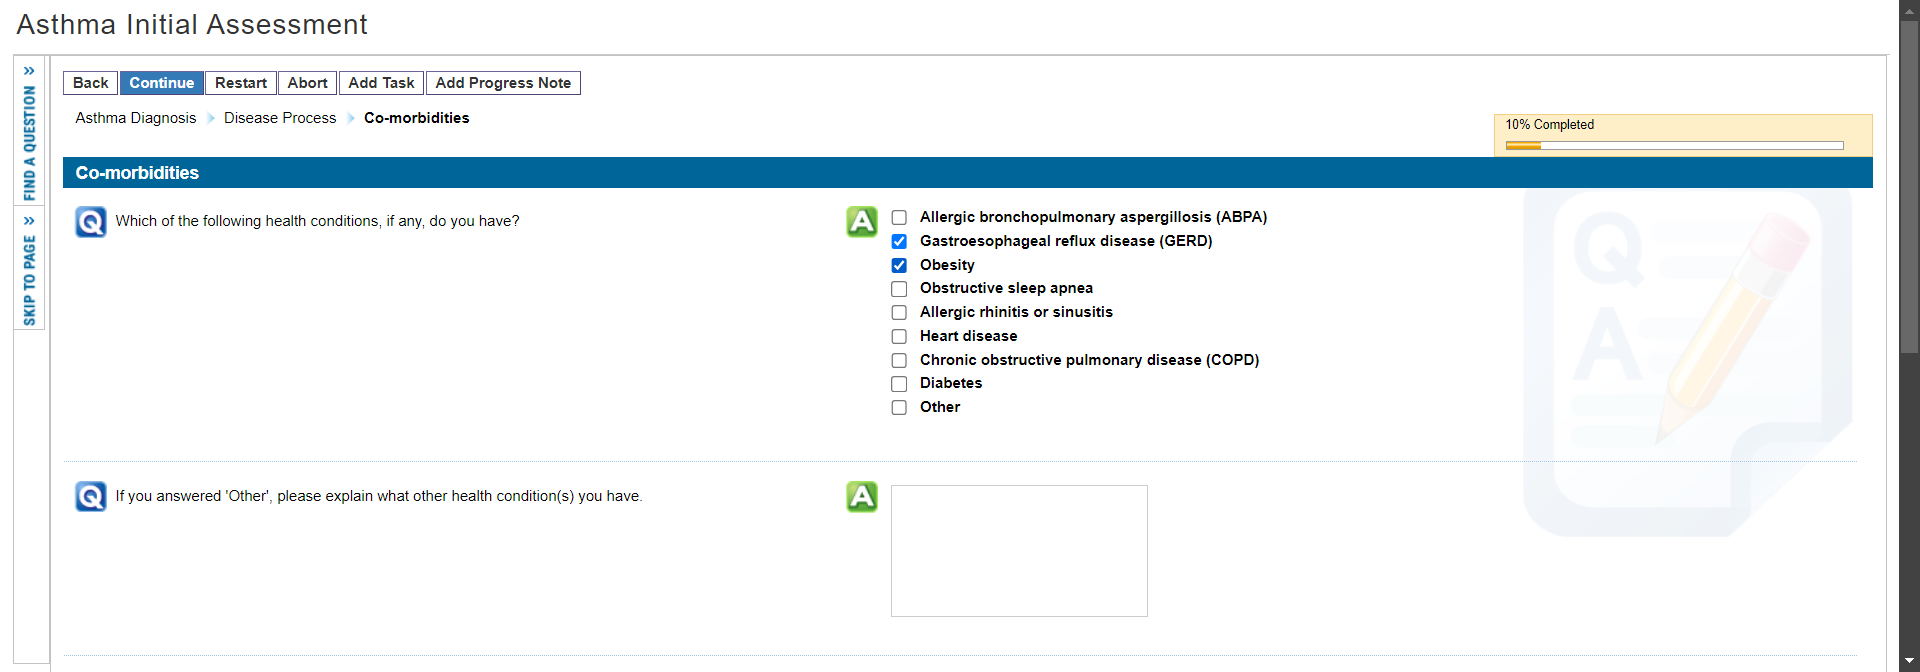 Asthma Initial Assessment
FIND A QUESTION
SKIP TO PAGE
Back Continue Restart Abort Add Task Add Progress Note
Asthma Diagnosis Disease Process Co-morbidities
10% Completed
Co-morbidities
Q Which of the following health conditions, if any, do you have?
A
Allergic bronchopulmonary aspergillosis (ABPA)
Gastroesophageal reflux disease (GERD)
Obesity
Obstructive sleep apnea
Allergic rhinitis or sinusitis
Heart disease
Chronic obstructive pulmonary disease (COPD)
Diabetes
Other
Q
A
Q If you answered 'Other', please explain what other health condition(s) you have.
A